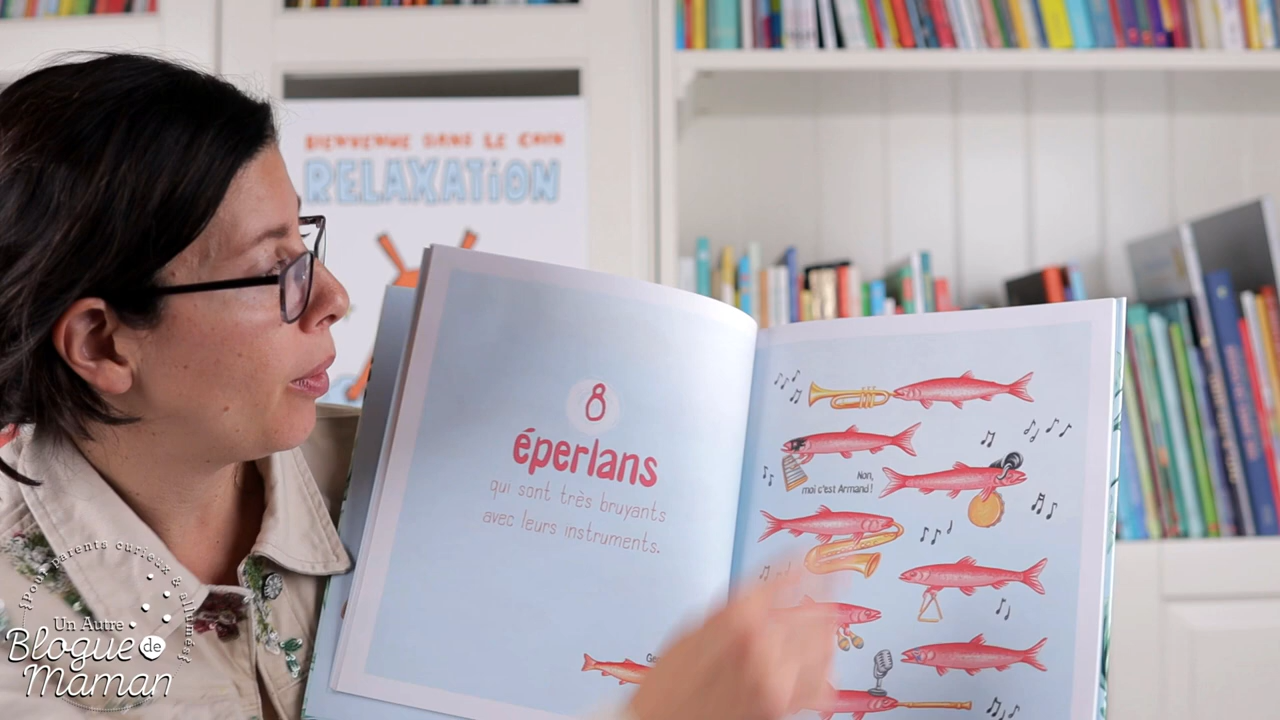 BIENVENUE DANS LE COIN
RELAXATION
8
éperlans
qui sont très bruyants
avec leurs instruments.
Non,
moi c'est Armand!
{Pour parents curieux & allumés}
Un Autre
Blogue de
Maman